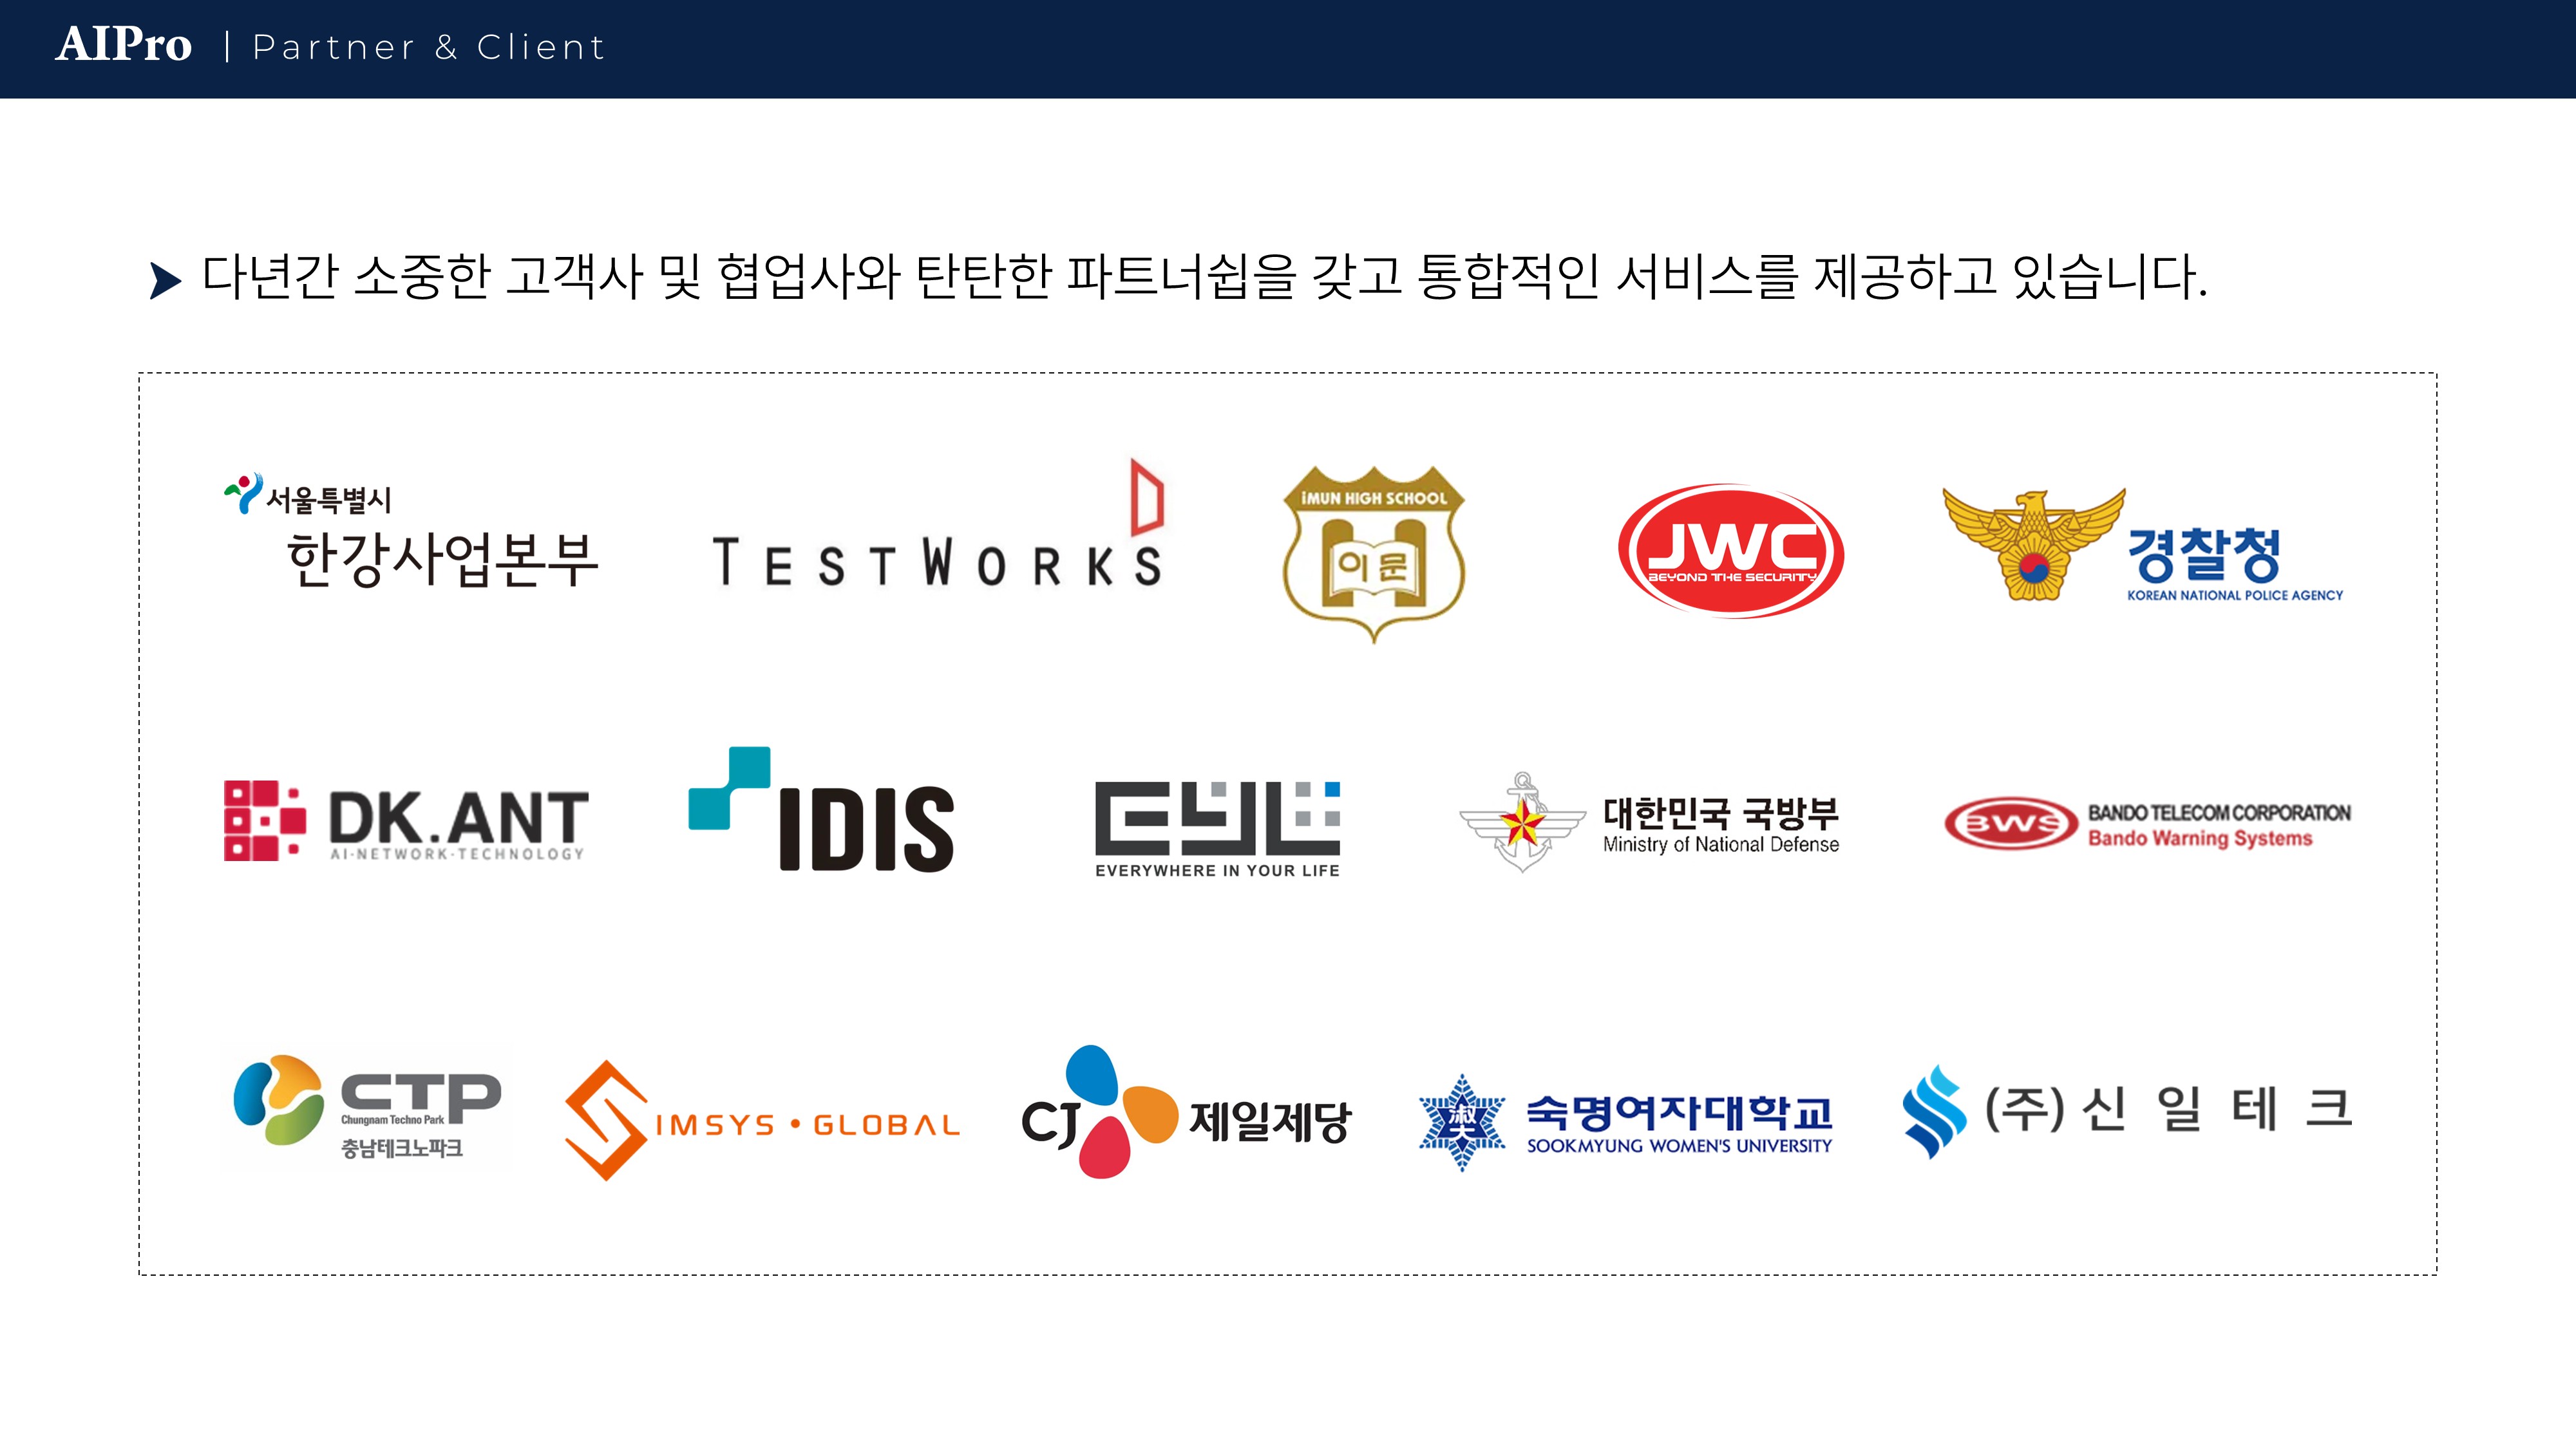 AIPro | Partner & Client
➤ 다년간 소중한 고객사 및 협업사와 탄탄한 파트너쉽을 갖고 통합적인 서비스를 제공하고 있습니다.
서울특별시
한강사업본부
TESTWORKS
iMUN HIGH SCHOOL
이문
JWC
BEYOND THE SECURITY
경찰청
KOREAN NATIONAL POLICE AGENCY
DK.ANT
AI-NETWORK-TECHNOLOGY
IDIS
EYL
EVERYWHERE IN YOUR LIFE
대한민국 국방부
Ministry of National Defense
BWS
BANDO TELECOM CORPORATION
Bando Warning Systems
CTP
Chungnam Techno Park
충남테크노파크
SIMSYS • GLOBAL
CJ 제일제당
淑大
숙명여자대학교
SOOKMYUNG WOMEN'S UNIVERSITY
(주) 신 일 테 크